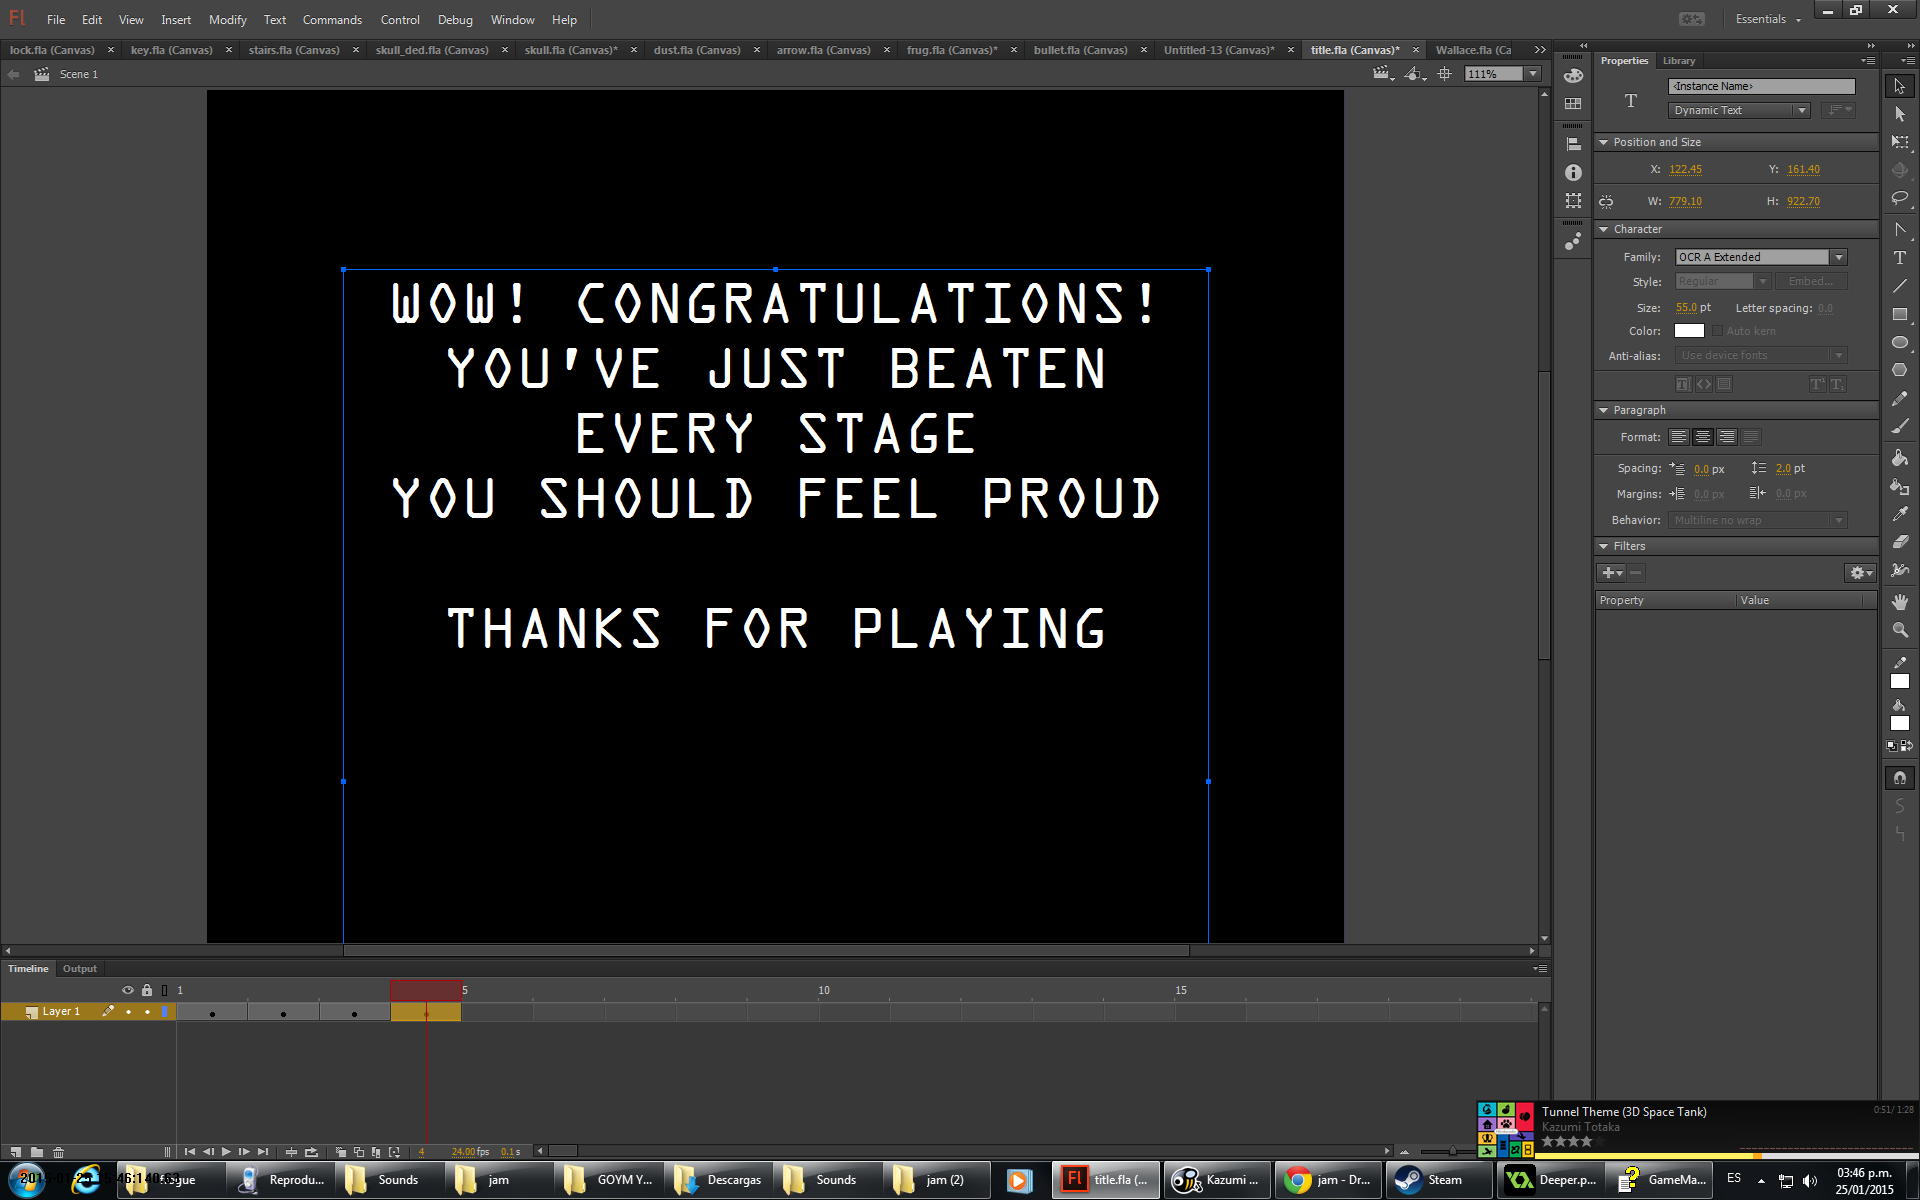 Fl File Edit View Insert Modify Text Commands Control Debug Window Help Essentials
lock.fla (Canvas) key.fla (Canvas) stairs.fla (Canvas) skull_ded.fla (Canvas) skull.fla (Canvas)* dust.fla (Canvas) arrow.fla (Canvas) frug.fla (Canvas)* bullet.fla (Canvas) Untitled-13 (Canvas)* title.fla (Canvas)* Wallace.fla (Ca
Scene 1 111%
WOW! CONGRATULATIONS!
YOU'VE JUST BEATEN
EVERY STAGE
YOU SHOULD FEEL PROUD
THANKS FOR PLAYING
Properties Library
<Instance Name>
T Dynamic Text
Position and Size
X: 122.45 Y: 161.40
W: 779.10 H: 922.70
Character
Family: OCR A Extended
Style: Regular Embed...
Size: 55.0 pt Letter spacing: 0.0
Color: Auto kern
Anti-alias: Use device fonts
Paragraph
Format:
Spacing: 0.0 px 2.0 pt
Margins: 0.0 px 0.0 px
Behavior: Multiline no wrap
Filters
Property Value
Timeline Output
1 5 10 15
Layer 1
4 24.00 fps 0.1 s
Tunnel Theme (3D Space Tank) 0:51/ 1:28
Kazumi Totaka
Reprodu... Sounds jam GOYM Y... Descargas Sounds jam (2) Fl title.fla (... Kazumi ... jam - Dr... Steam Deeper.p... GameMa... ES 03:46 p.m.
25/01/2015